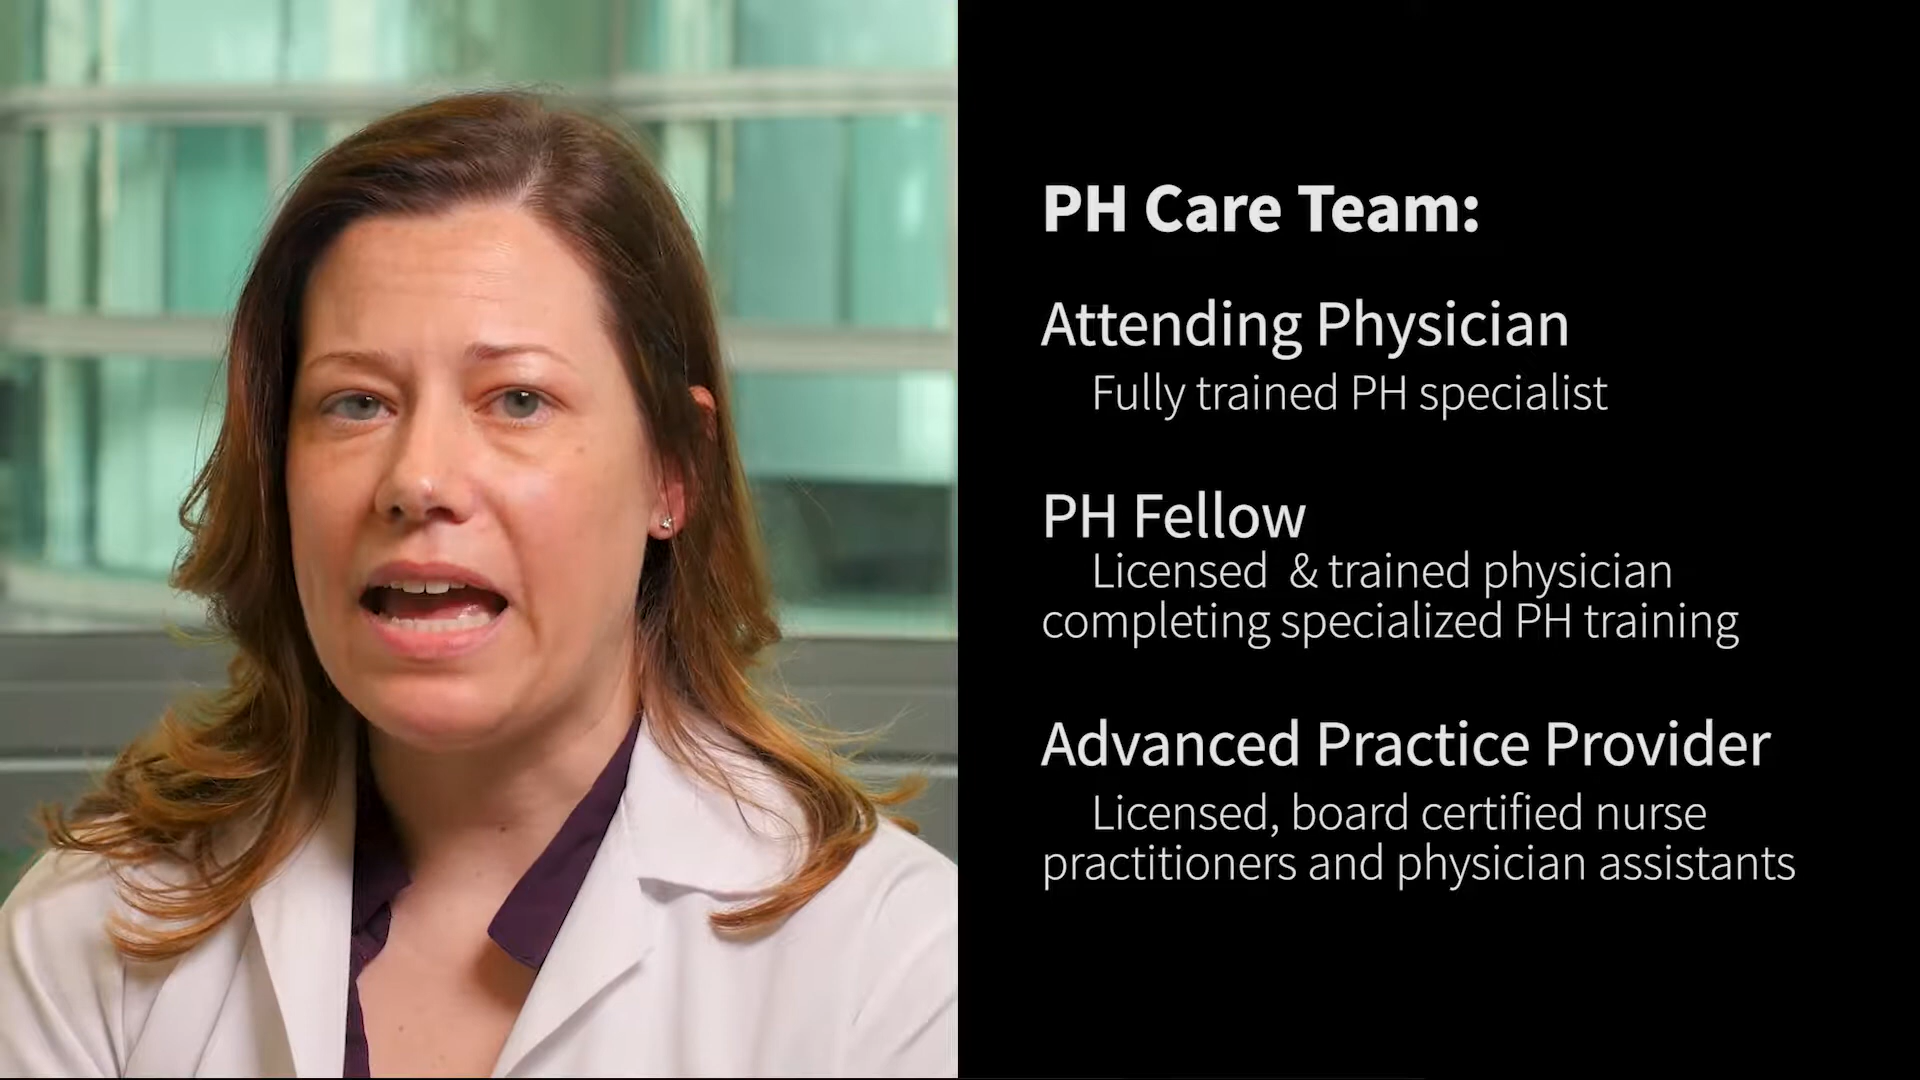 PH Care Team:
Attending Physician
Fully trained PH specialist
PH Fellow
Licensed & trained physician
completing specialized PH training
Advanced Practice Provider
Licensed, board certified nurse
practitioners and physician assistants